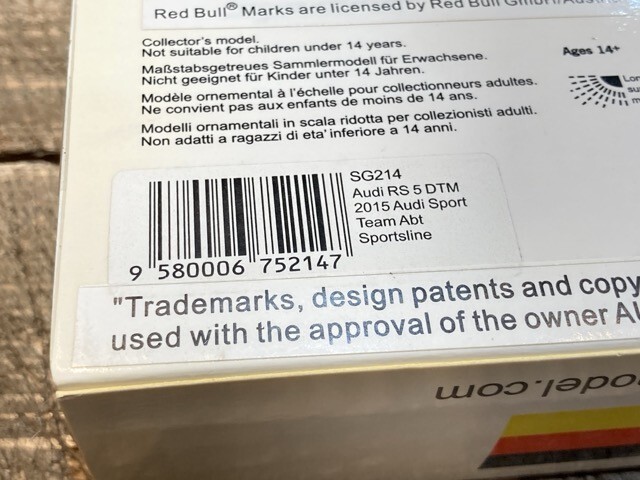 Red Bull® Marks are licensed by Red Bull GmbH/Austria
Collector's model.
Not suitable for children under 14 years.
Maßstabsgetreues Sammlermodell für Erwachsene.
Nicht geeignet für Kinder unter 14 Jahren.
Modèle ornemental à l'échelle pour collectionneurs adultes.
Ne convient pas aux enfants de moins de 14 ans.
Modelli ornamentali in scala ridotta per collezionisti adulti.
Non adatti a ragazzi di eta' inferiore a 14 anni.
Ages 14+
SG214
Audi RS 5 DTM
2015 Audi Sport
Team Abt
Sportsline
9 580006 752147
"Trademarks, design patents and copy
used with the approval of the owner AU
model.com